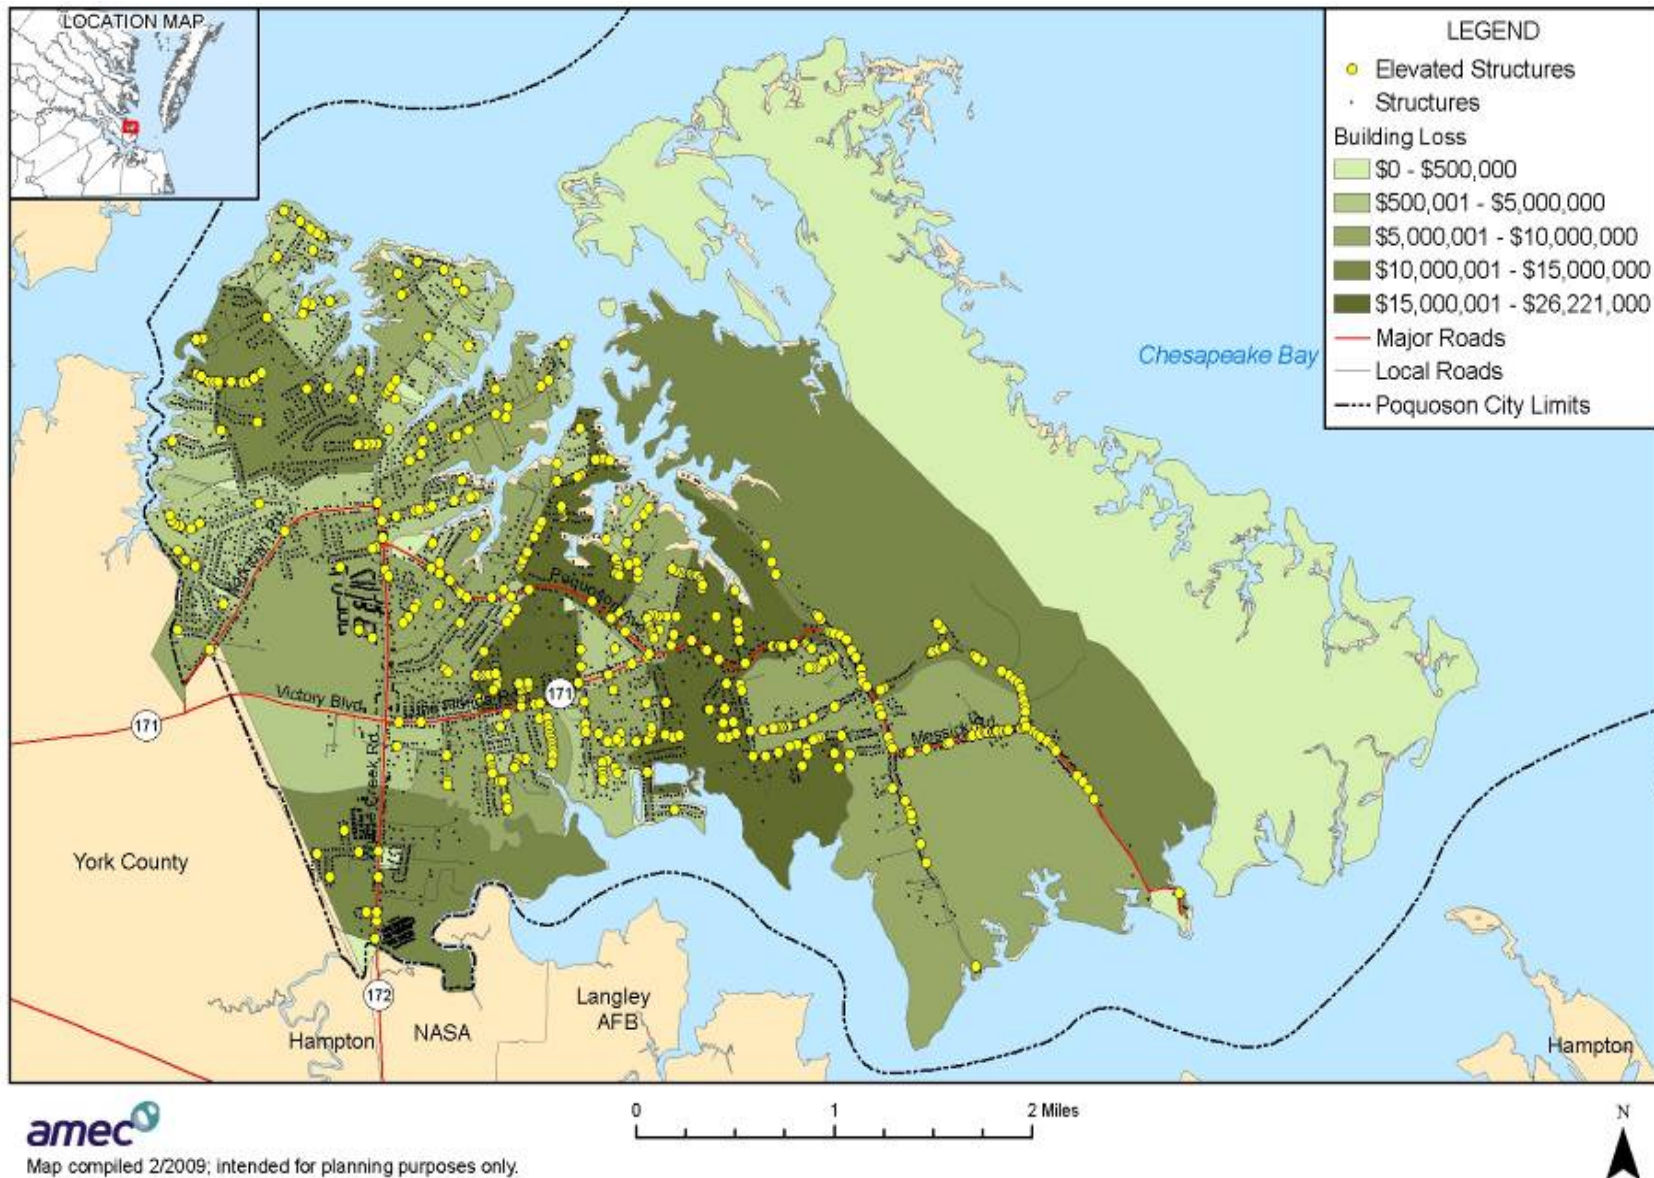 LOCATION MAP
LEGEND
Elevated Structures
Structures
Building Loss
$0 - $500,000
$500,001 - $5,000,000
$5,000,001 - $10,000,000
$10,000,001 - $15,000,000
$15,000,001 - $26,221,000
Major Roads
Local Roads
Poquoson City Limits
Chesapeake Bay
Victory Blvd
171
171
Messick Rd
York County
172
Hampton
NASA
Langley
AFB
Hampton
amec
0 1 2 Miles
N
Map compiled 2/2009; intended for planning purposes only.